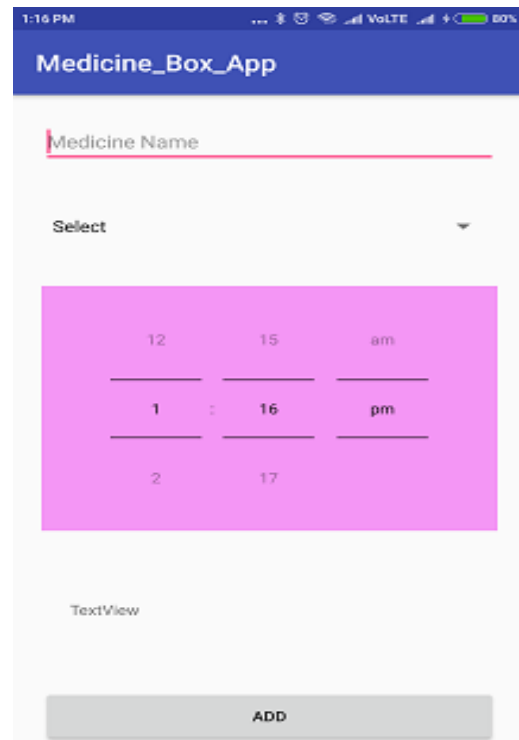 1:16 PM ... VoLTE 80%
Medicine_Box_App
Medicine Name
Select
12 15 am
1 : 16 pm
2 17
TextView
ADD